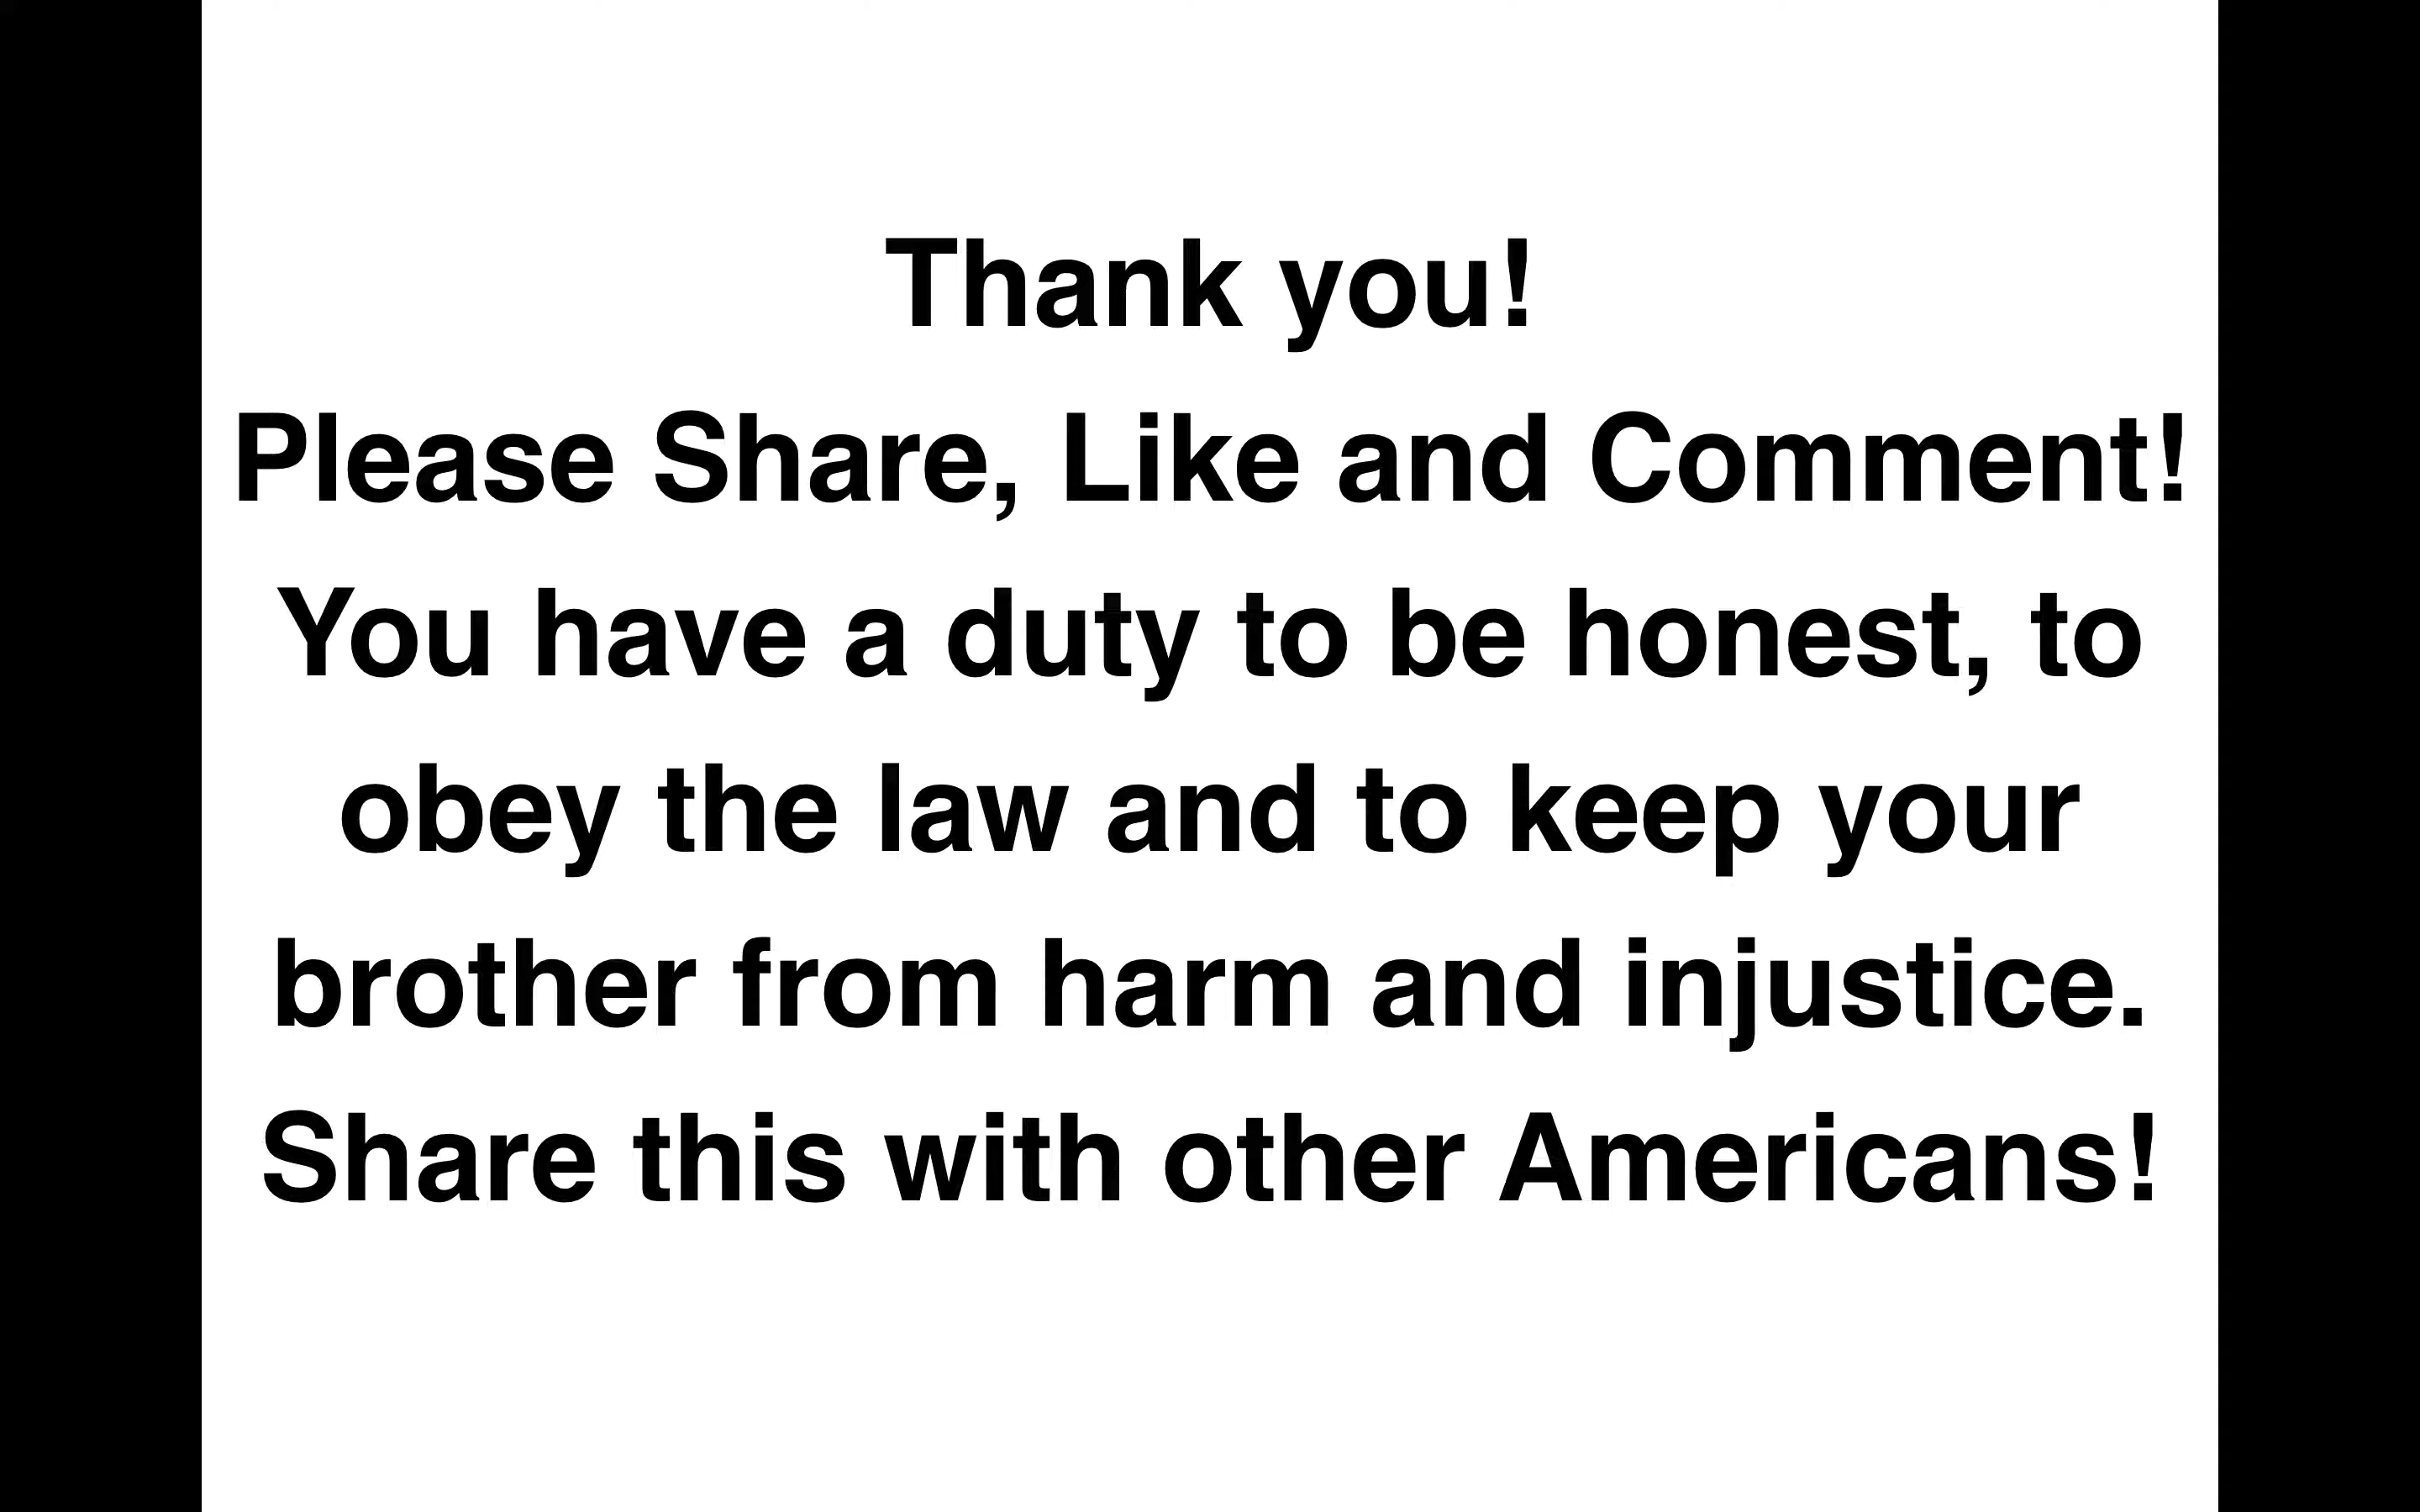 Thank you!
Please Share, Like and Comment!
You have a duty to be honest, to
obey the law and to keep your
brother from harm and injustice.
Share this with other Americans!